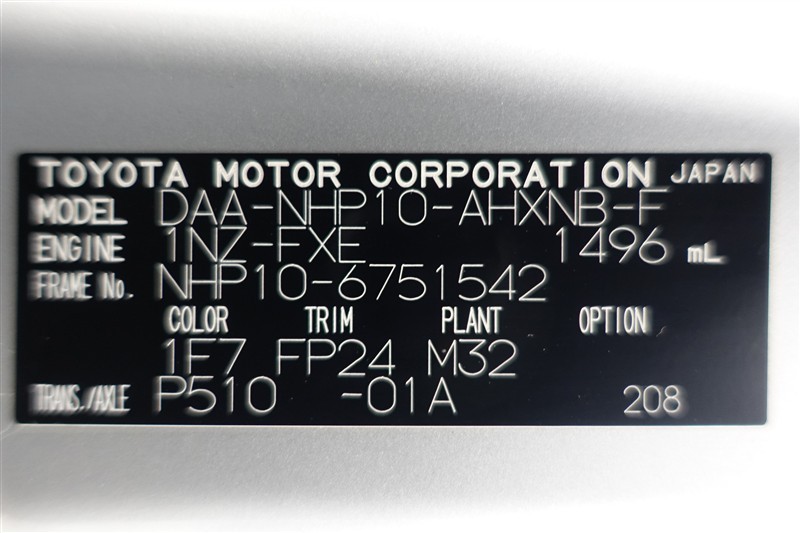 TOYOTA MOTOR CORPORATION JAPAN
MODEL DAA-NHP10-AHXNB-F
ENGINE 1NZ-FXE 1496 mL
FRAME No. NHP10-6751542
COLOR TRIM PLANT OPTION
1F7 FP24 M32
TRANS./AXLE P510 -01A 208